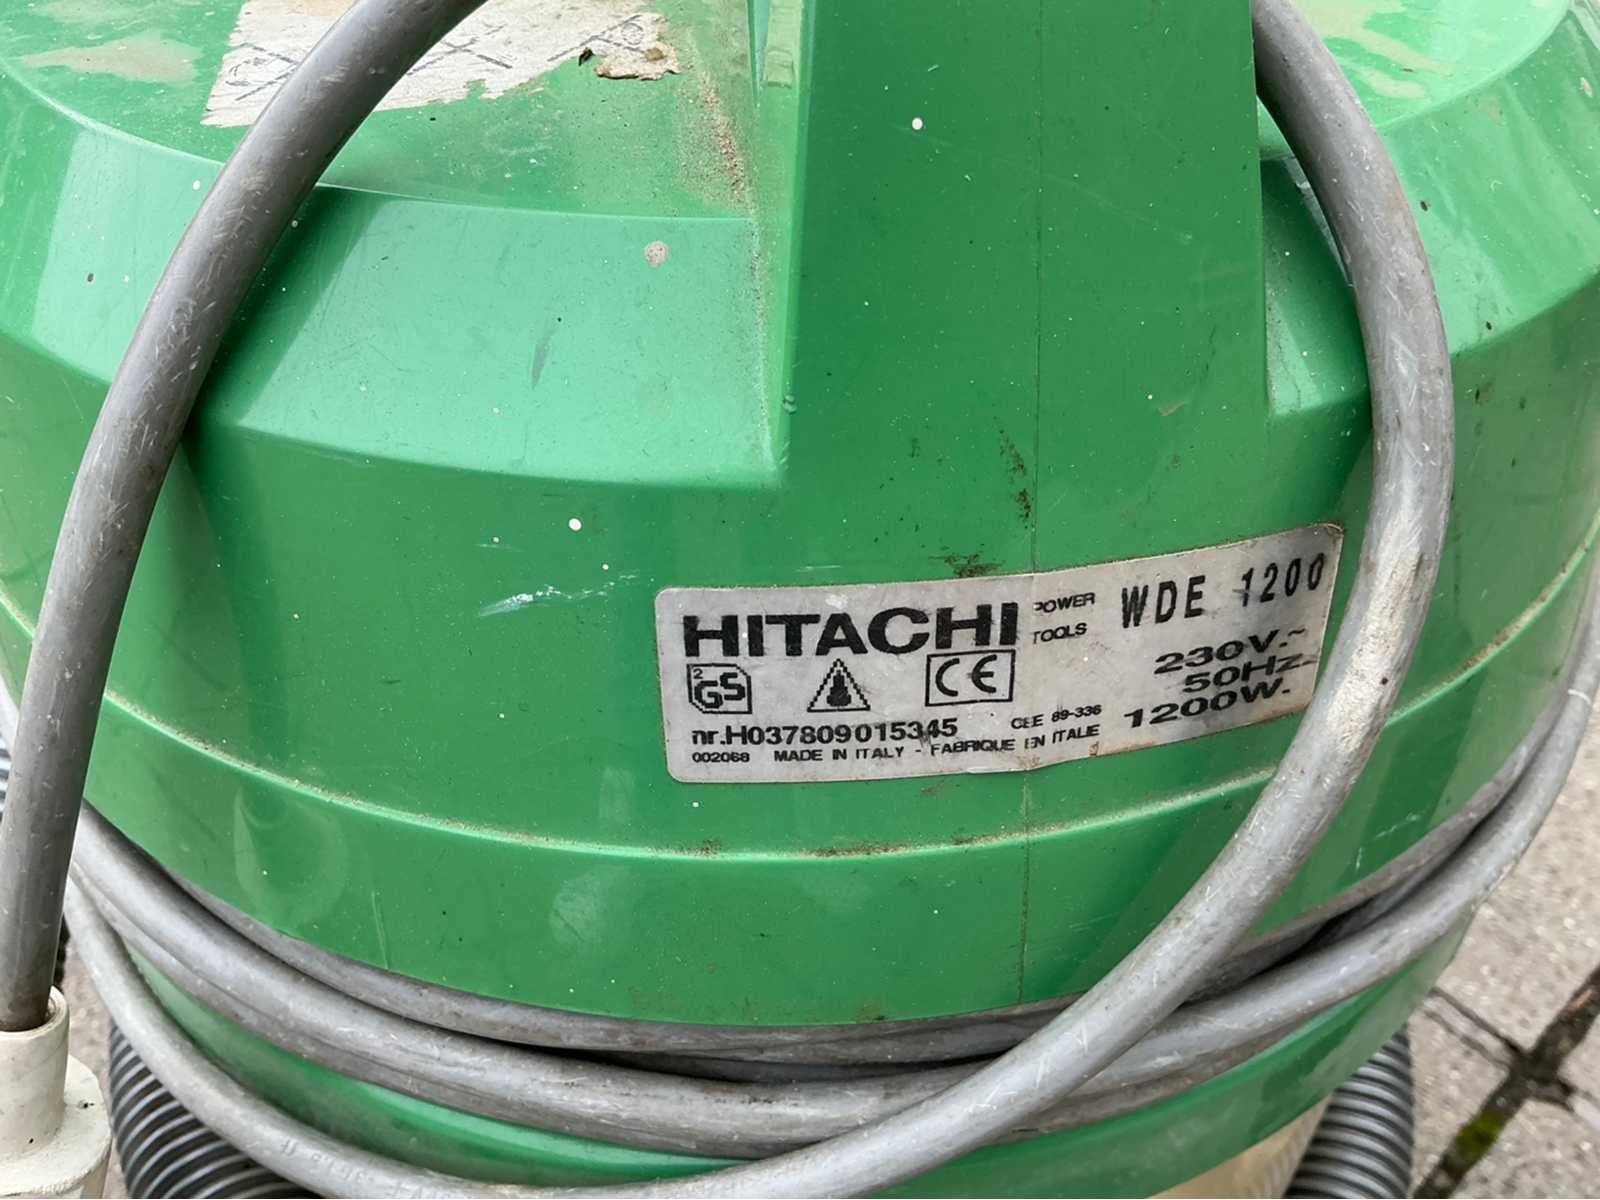 HITACHI POWER TOOLS WDE 1200
230V.~
50Hz.
1200W.
2 GS CE
nr.H037809015345 CEE 89-336
002068 MADE IN ITALY - FABRIQUE EN ITALIE